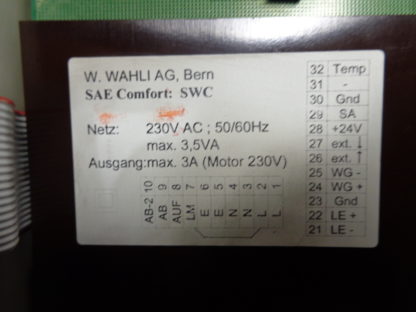 W. WAHLI AG, Bern
SAE Comfort: SWC
Netz: 230V AC ; 50/60Hz
max. 3,5VA
Ausgang: max. 3A (Motor 230V)
AB-2 10
AB 9
AUF 8
LM 7
E 6
E 5
N 4
N 3
L 2
L 1
32 Temp
31 -
30 Gnd
29 SA
28 +24V
27 ext. ↓
26 ext. ↑
25 WG -
24 WG +
23 Gnd
22 LE +
21 LE -